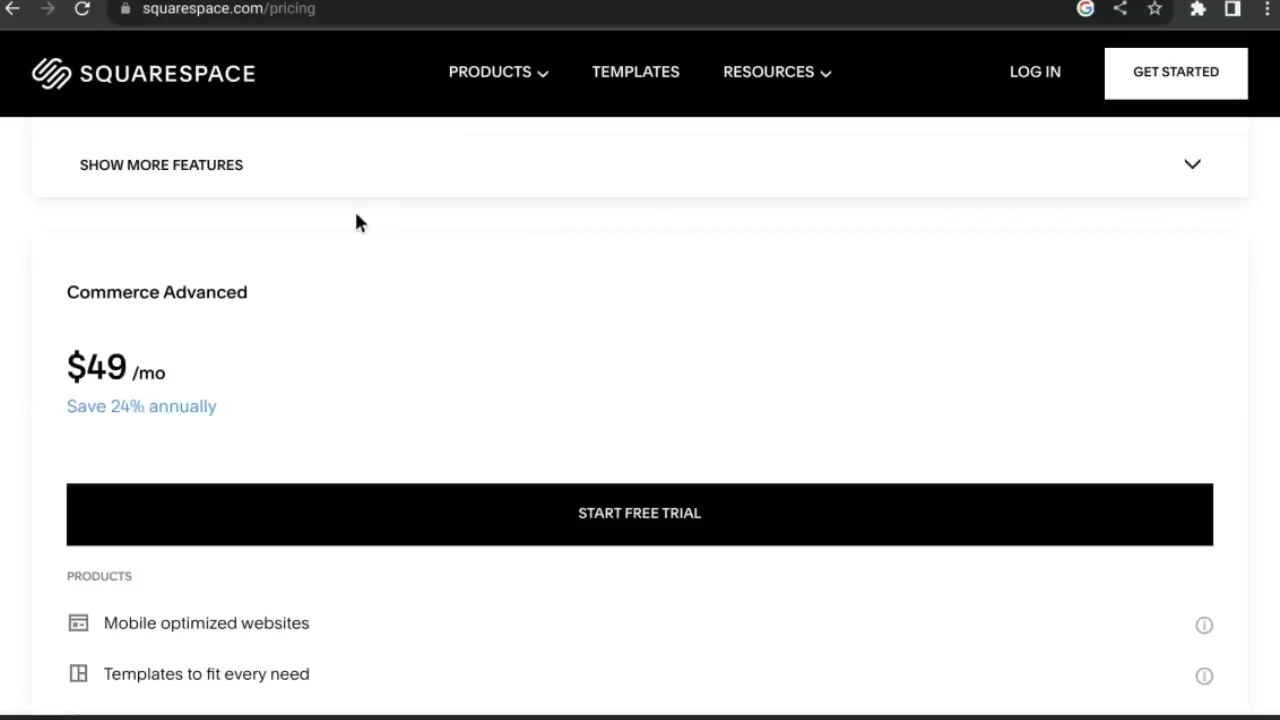 squarespace.com/pricing
SQUARESPACE
PRODUCTS
TEMPLATES
RESOURCES
LOG IN
GET STARTED
SHOW MORE FEATURES
Commerce Advanced
$49 /mo
Save 24% annually
START FREE TRIAL
PRODUCTS
Mobile optimized websites
Templates to fit every need